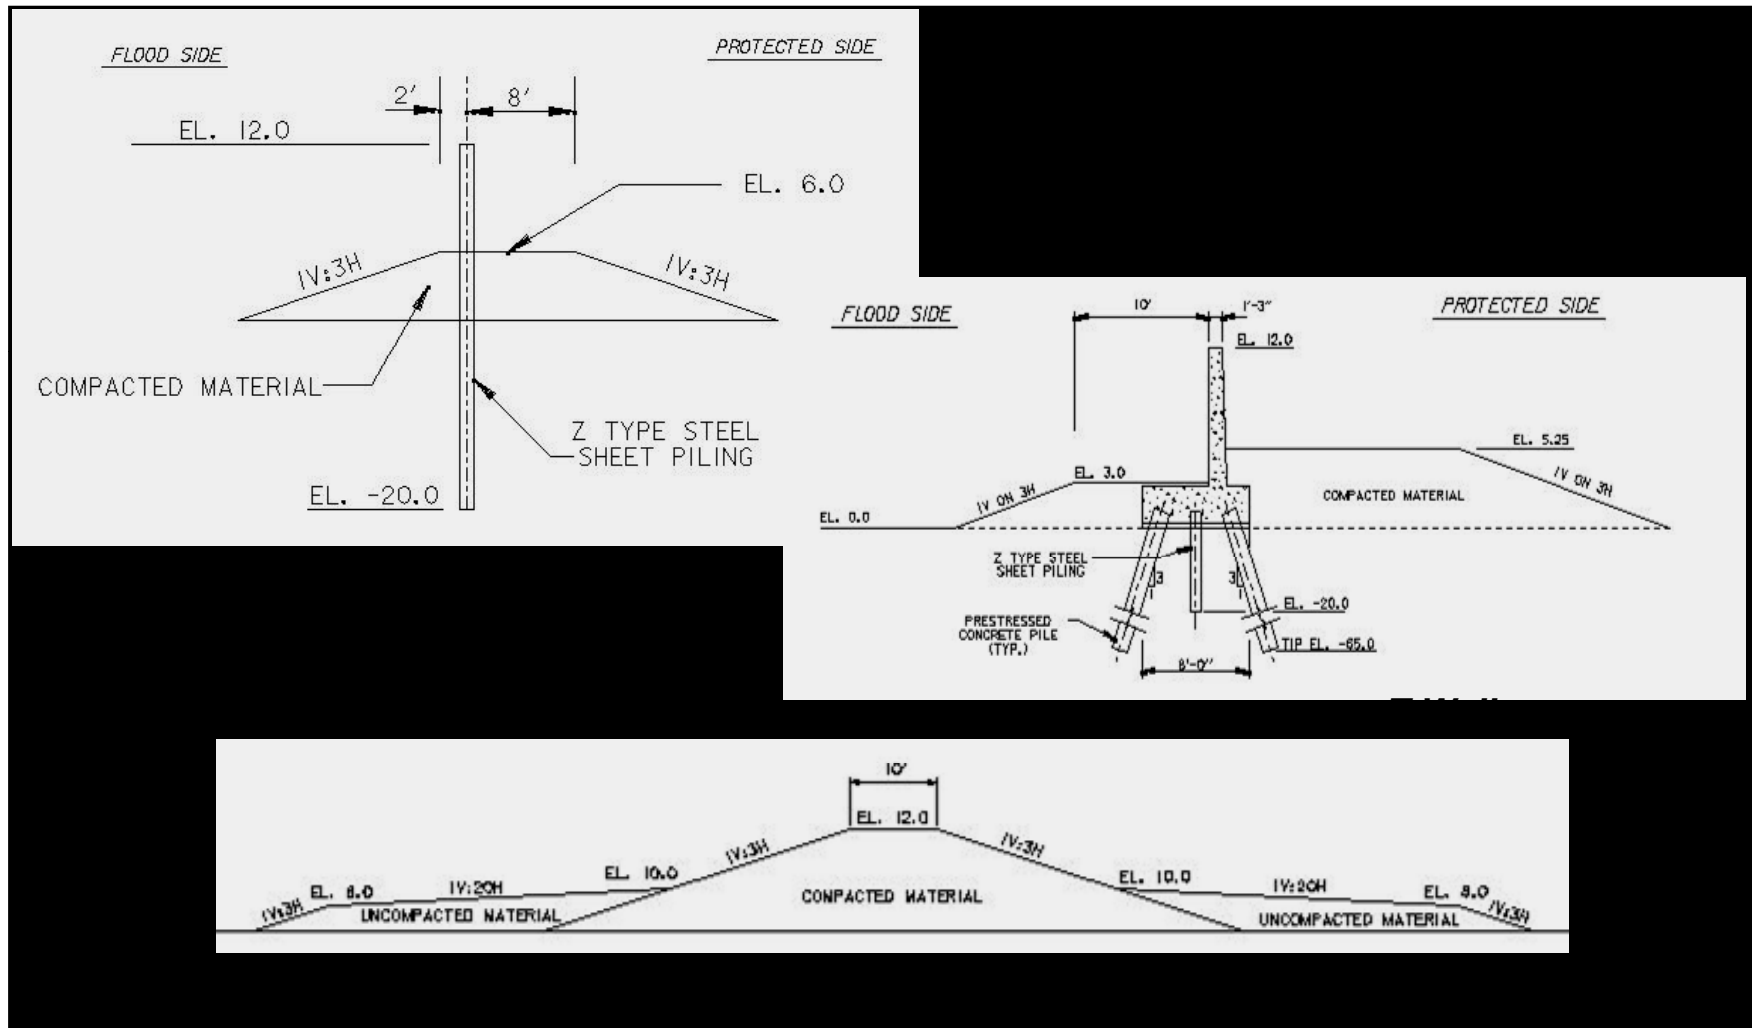 FLOOD SIDE
PROTECTED SIDE
2'
8'
EL. 12.0
EL. 6.0
1V:3H
1V:3H
COMPACTED MATERIAL
Z TYPE STEEL
SHEET PILING
EL. -20.0
FLOOD SIDE
10'
1'-3"
PROTECTED SIDE
EL. 12.0
EL. 5.25
EL. 3.0
1V ON 3H
1V ON 3H
COMPACTED MATERIAL
EL. 0.0
Z TYPE STEEL
SHEET PILING
3
3
EL. -20.0
PRESTRESSED
CONCRETE PILE
(TYP.)
TIP EL. -65.0
8'-0"
10'
EL. 12.0
1V:3H
1V:3H
EL. 10.0
EL. 10.0
EL. 8.0
1V:20H
1V:20H
EL. 8.0
1V:3H
UNCOMPACTED MATERIAL
COMPACTED MATERIAL
UNCOMPACTED MATERIAL
1V:3H